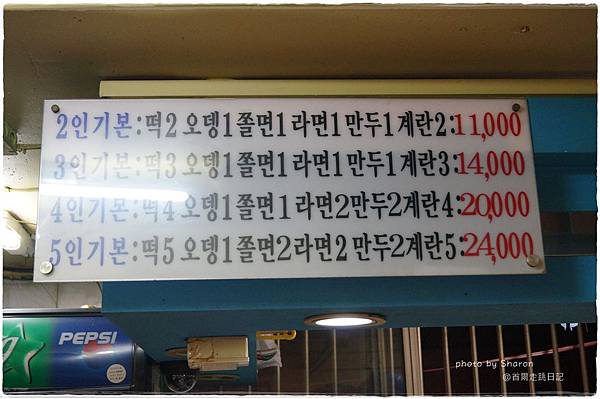 2인기본:떡2 오뎅1쫄면1라면1만두1계란2:11,000
3인기본:떡3 오뎅1쫄면1라면1만두1계란3:14,000
4인기본:떡4 오뎅1쫄면1라면2만두2계란4:20,000
5인기본:떡5 오뎅1쫄면2라면2만두2계란5:24,000
PEPSI
photo by Sharon
@首爾走跳日記